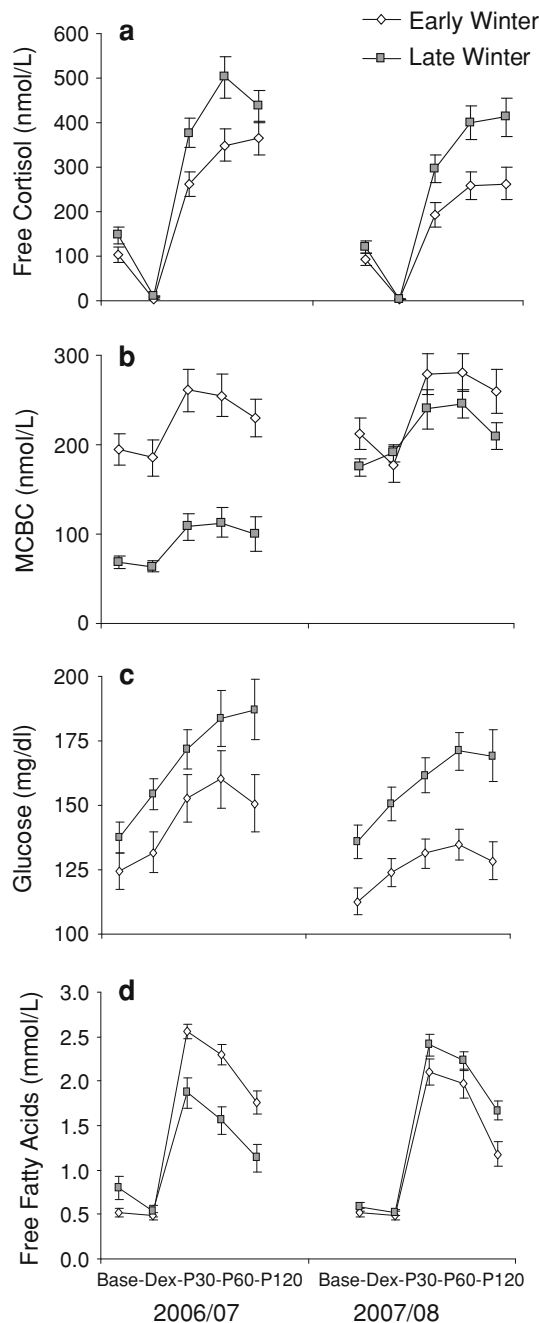 Early Winter
Late Winter
a
Free Cortisol (nmol/L)
600
500
400
300
200
100
0
b
MCBC (nmol/L)
300
200
100
0
c
Glucose (mg/dl)
200
175
150
125
100
d
Free Fatty Acids (mmol/L)
3.0
2.5
2.0
1.5
1.0
0.5
0.0
Base-Dex-P30-P60-P120 Base-Dex-P30-P60-P120
2006/07 2007/08